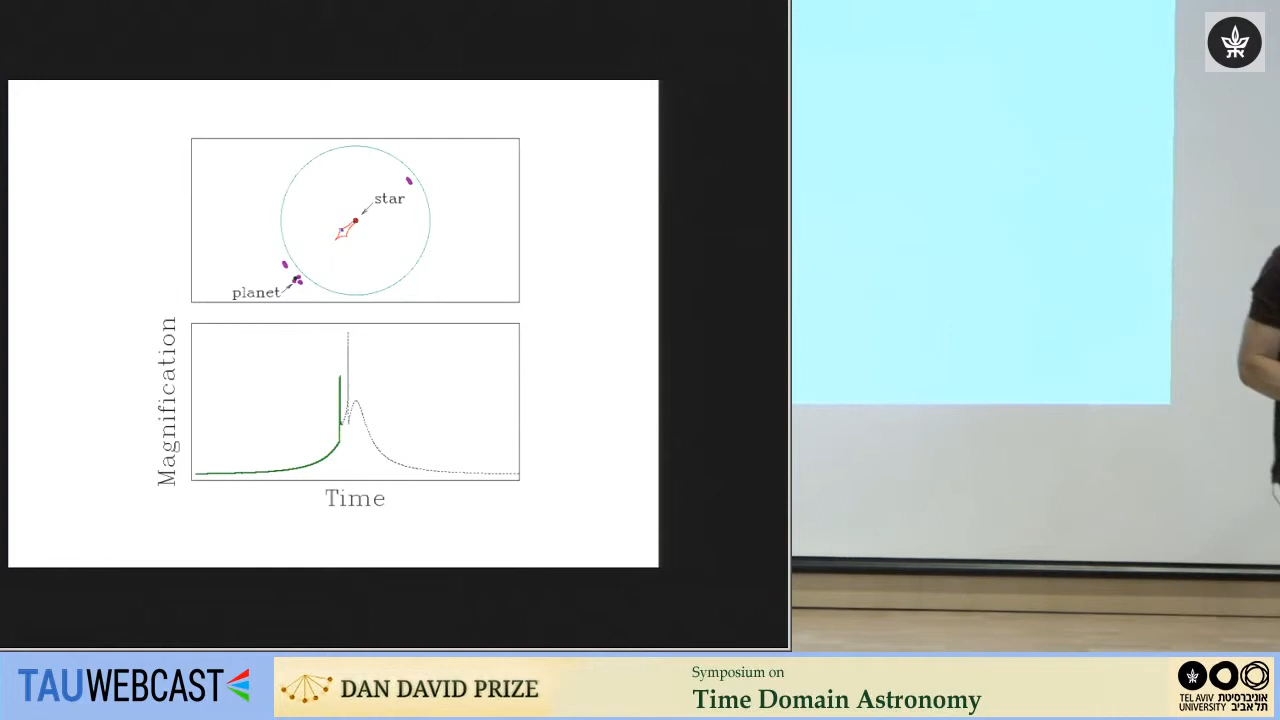 star
planet
Magnification
Time
TAUWEBCAST
DAN DAVID PRIZE
Symposium on
Time Domain Astronomy
TEL AVIV אוניברסיטת
UNIVERSITY תל אביב